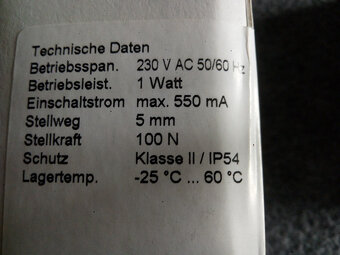 Technische Daten
Betriebsspan. 230 V AC 50/60 Hz
Betriebsleist. 1 Watt
Einschaltstrom max. 550 mA
Stellweg 5 mm
Stellkraft 100 N
Schutz Klasse II / IP54
Lagertemp. -25 °C ... 60 °C